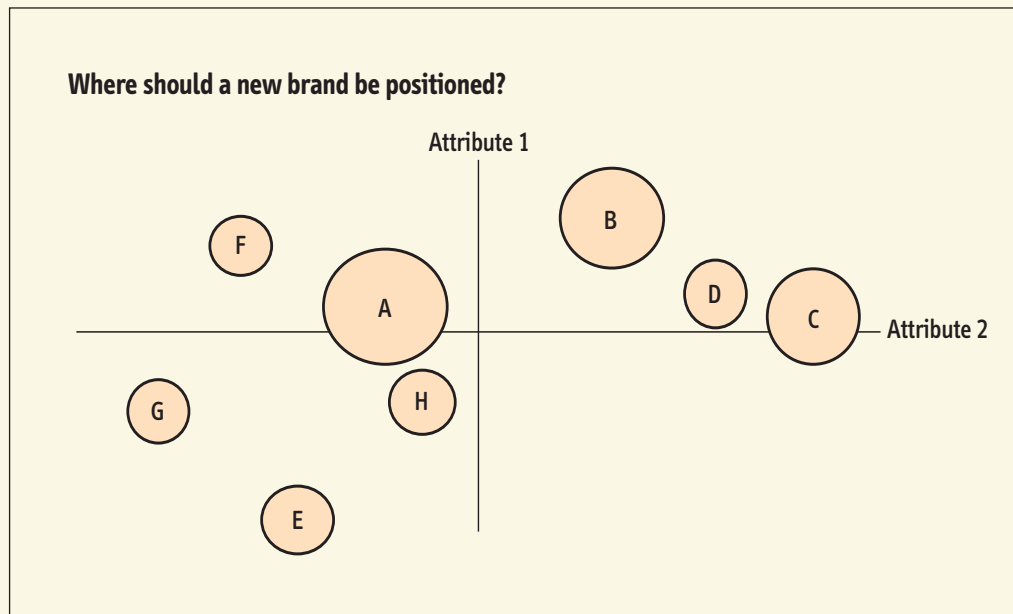 Where should a new brand be positioned?
Attribute 1
B
F
D
A
C
Attribute 2
H
G
E